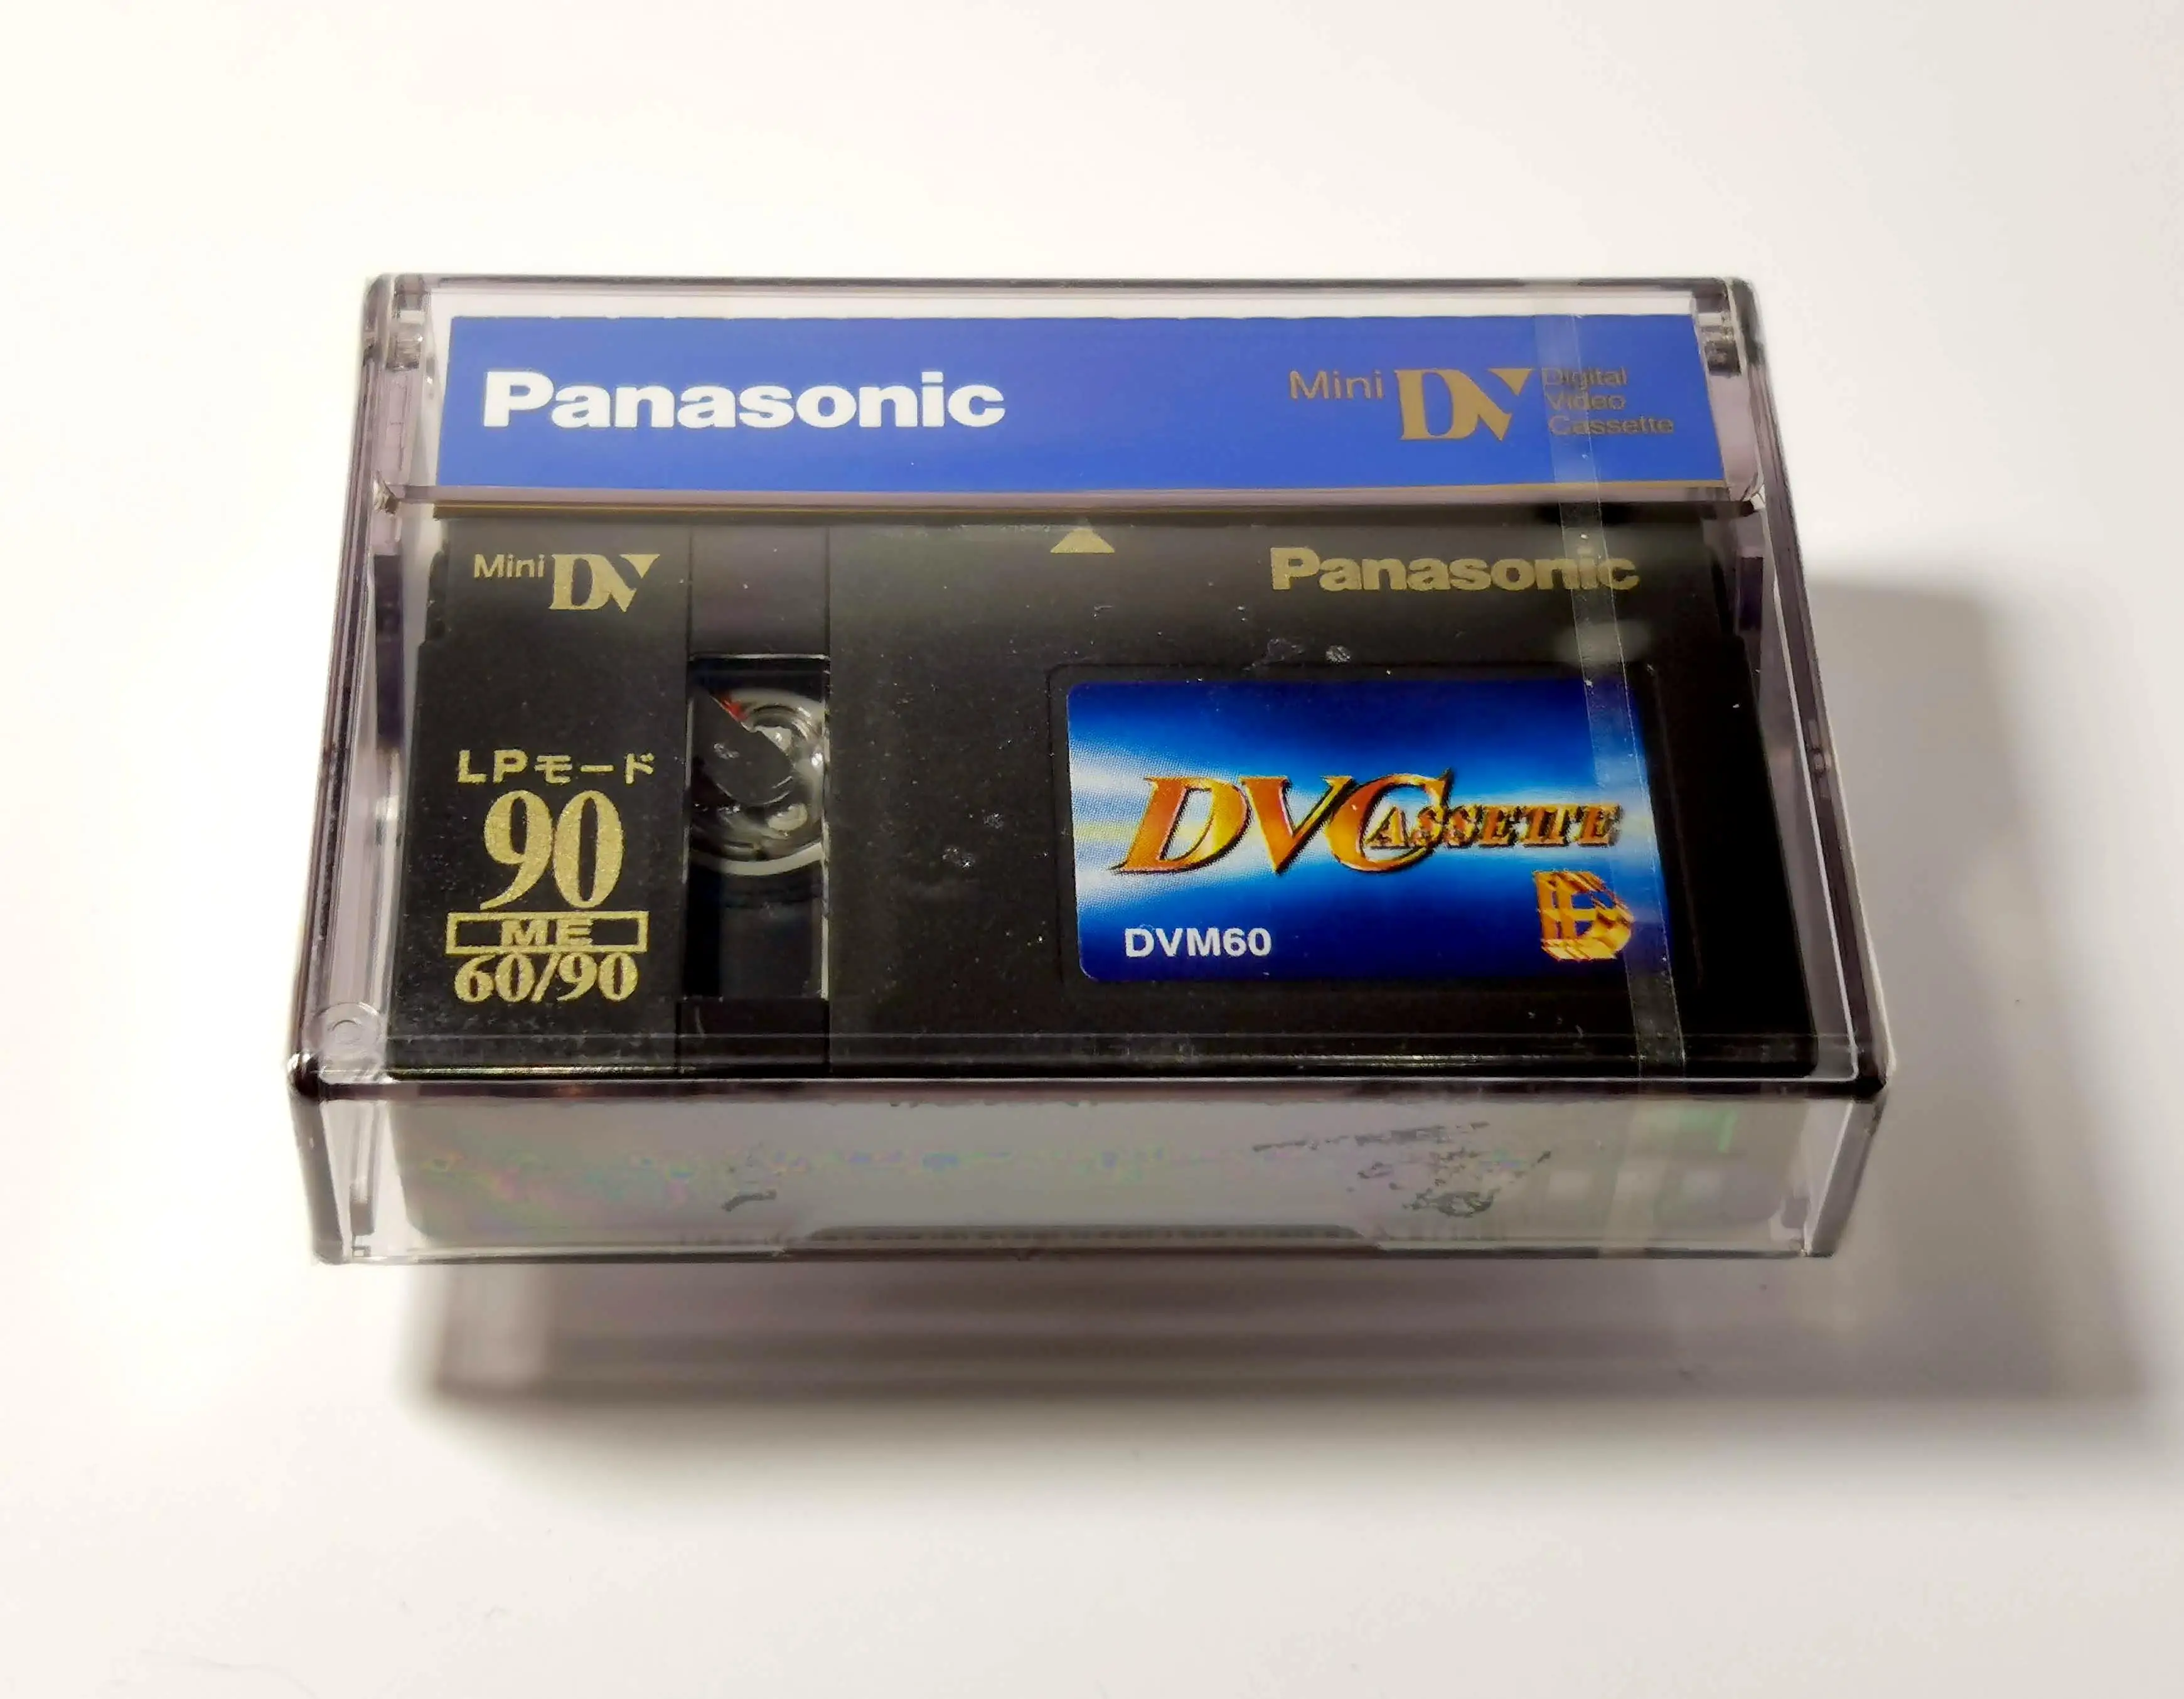 Panasonic
Mini DV Digital
Video
Cassette
Mini DV
Panasonic
LPモード
90
ME
60/90
DVCASSETTE
DVM60